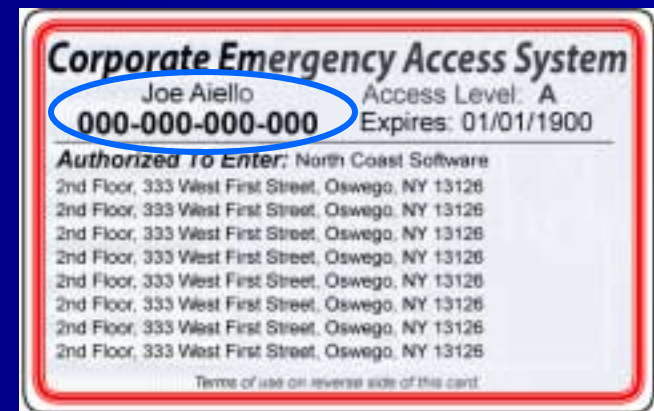 Corporate Emergency Access System
Joe Aiello Access Level: A
000-000-000-000 Expires: 01/01/1900
Authorized To Enter: North Coast Software
2nd Floor, 333 West First Street, Oswego, NY 13126
2nd Floor, 333 West First Street, Oswego, NY 13126
2nd Floor, 333 West First Street, Oswego, NY 13126
2nd Floor, 333 West First Street, Oswego, NY 13126
2nd Floor, 333 West First Street, Oswego, NY 13126
2nd Floor, 333 West First Street, Oswego, NY 13126
2nd Floor, 333 West First Street, Oswego, NY 13126
2nd Floor, 333 West First Street, Oswego, NY 13126
Terms of use on reverse side of this card